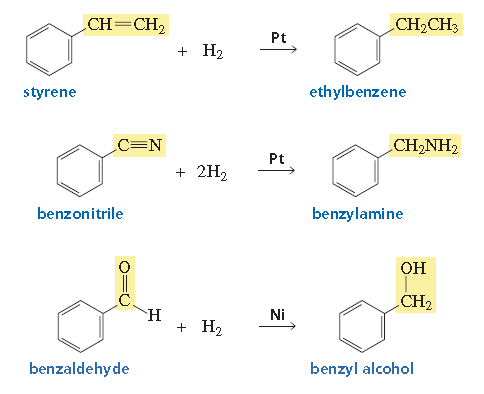 CH=CH₂ + H₂ Pt CH₂CH₃
styrene ethylbenzene
C≡N + 2H₂ Pt CH₂NH₂
benzonitrile benzylamine
O OH
C H + H₂ Ni CH₂
benzaldehyde benzyl alcohol